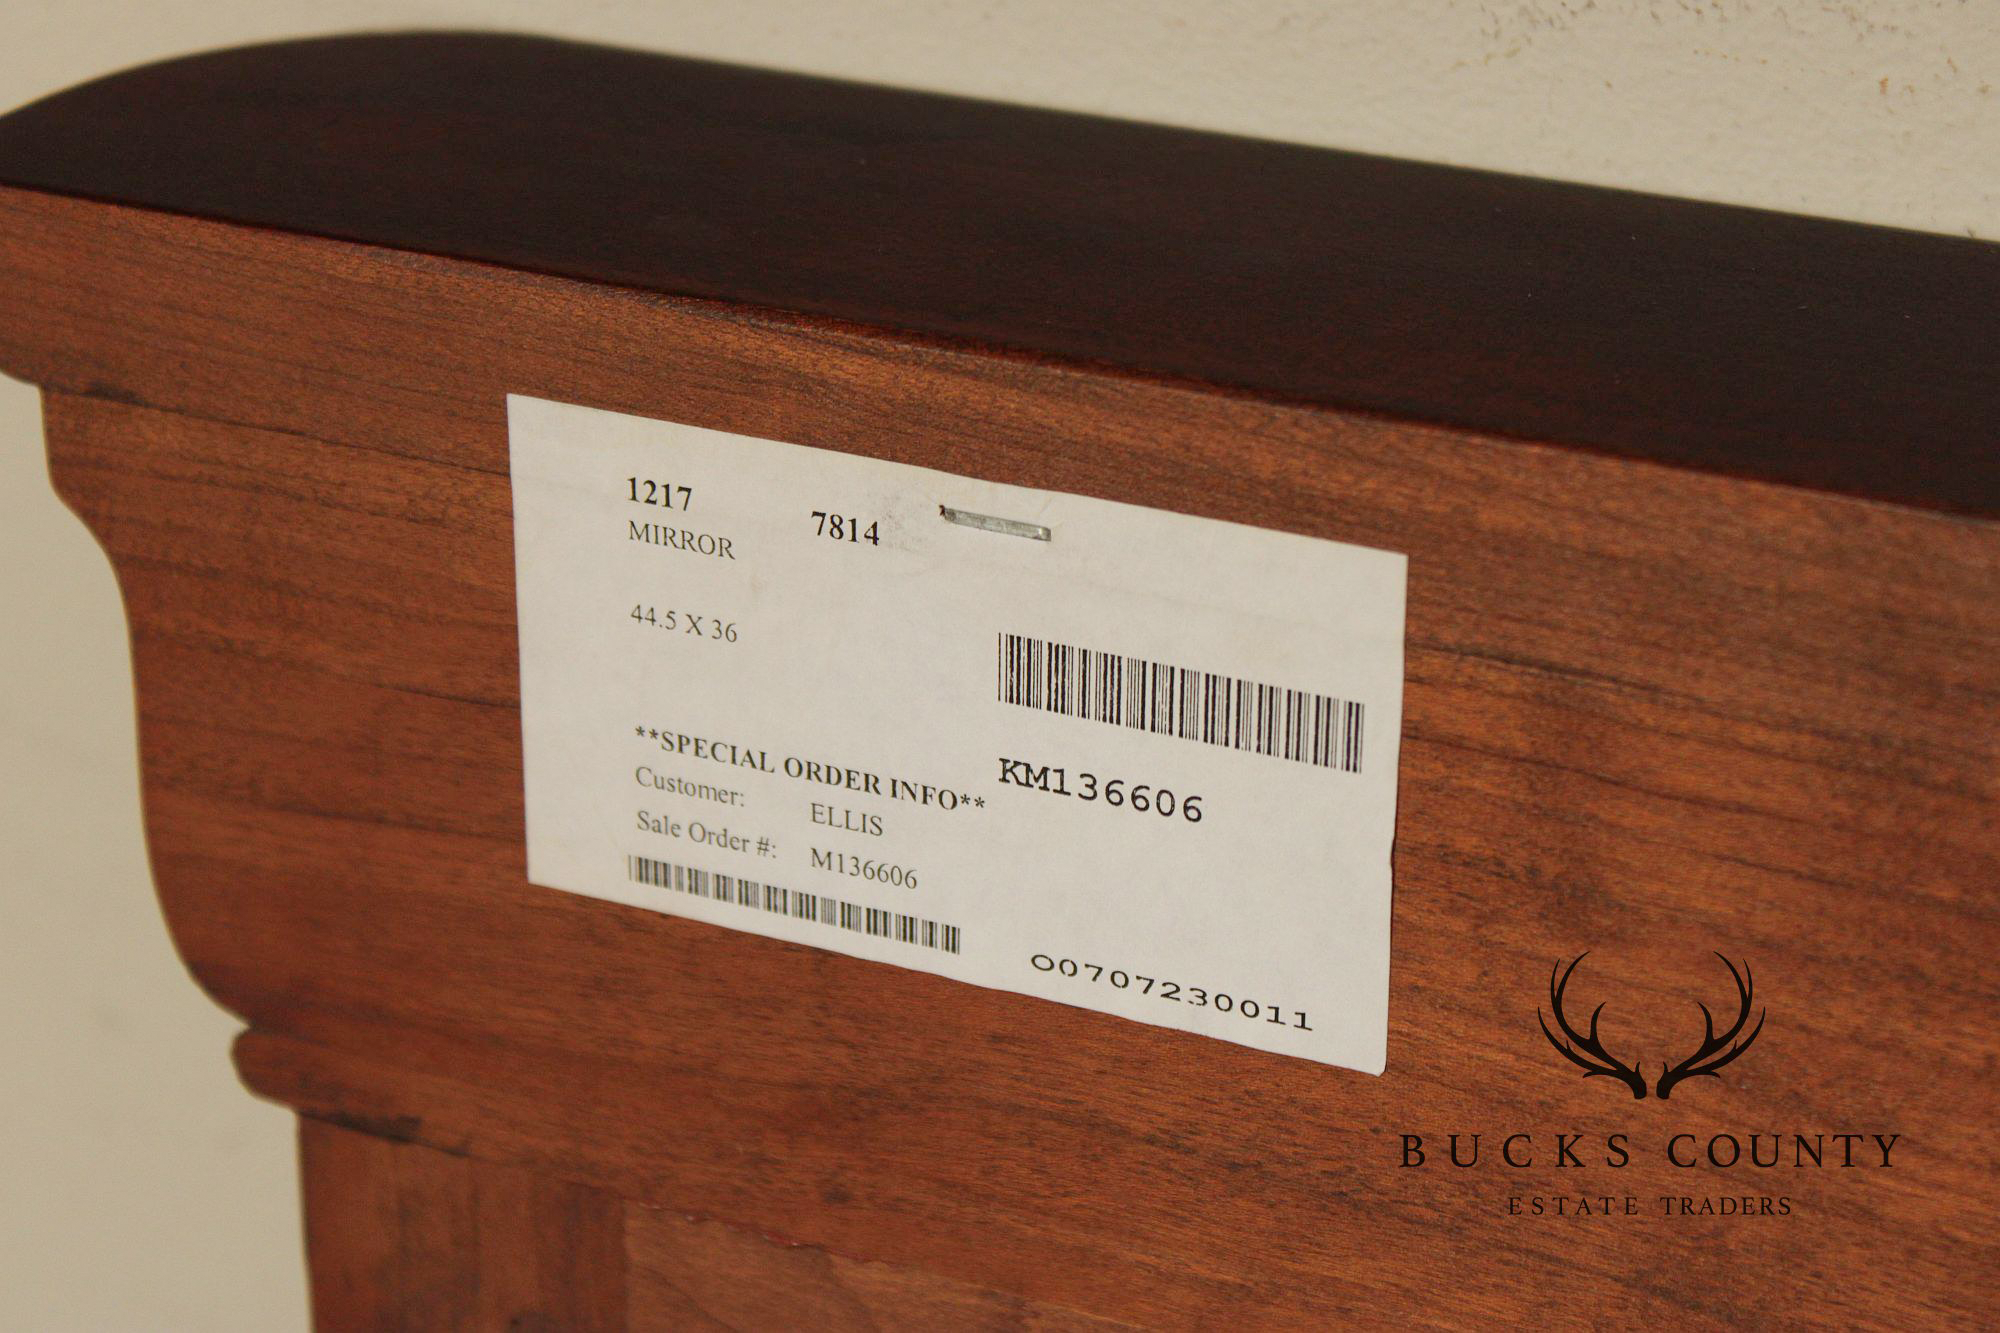 1217
7814
MIRROR
44.5 X 36
**SPECIAL ORDER INFO**
Customer: ELLIS
Sale Order #: M136606
KM136606
O0707230011
BUCKS COUNTY
ESTATE TRADERS